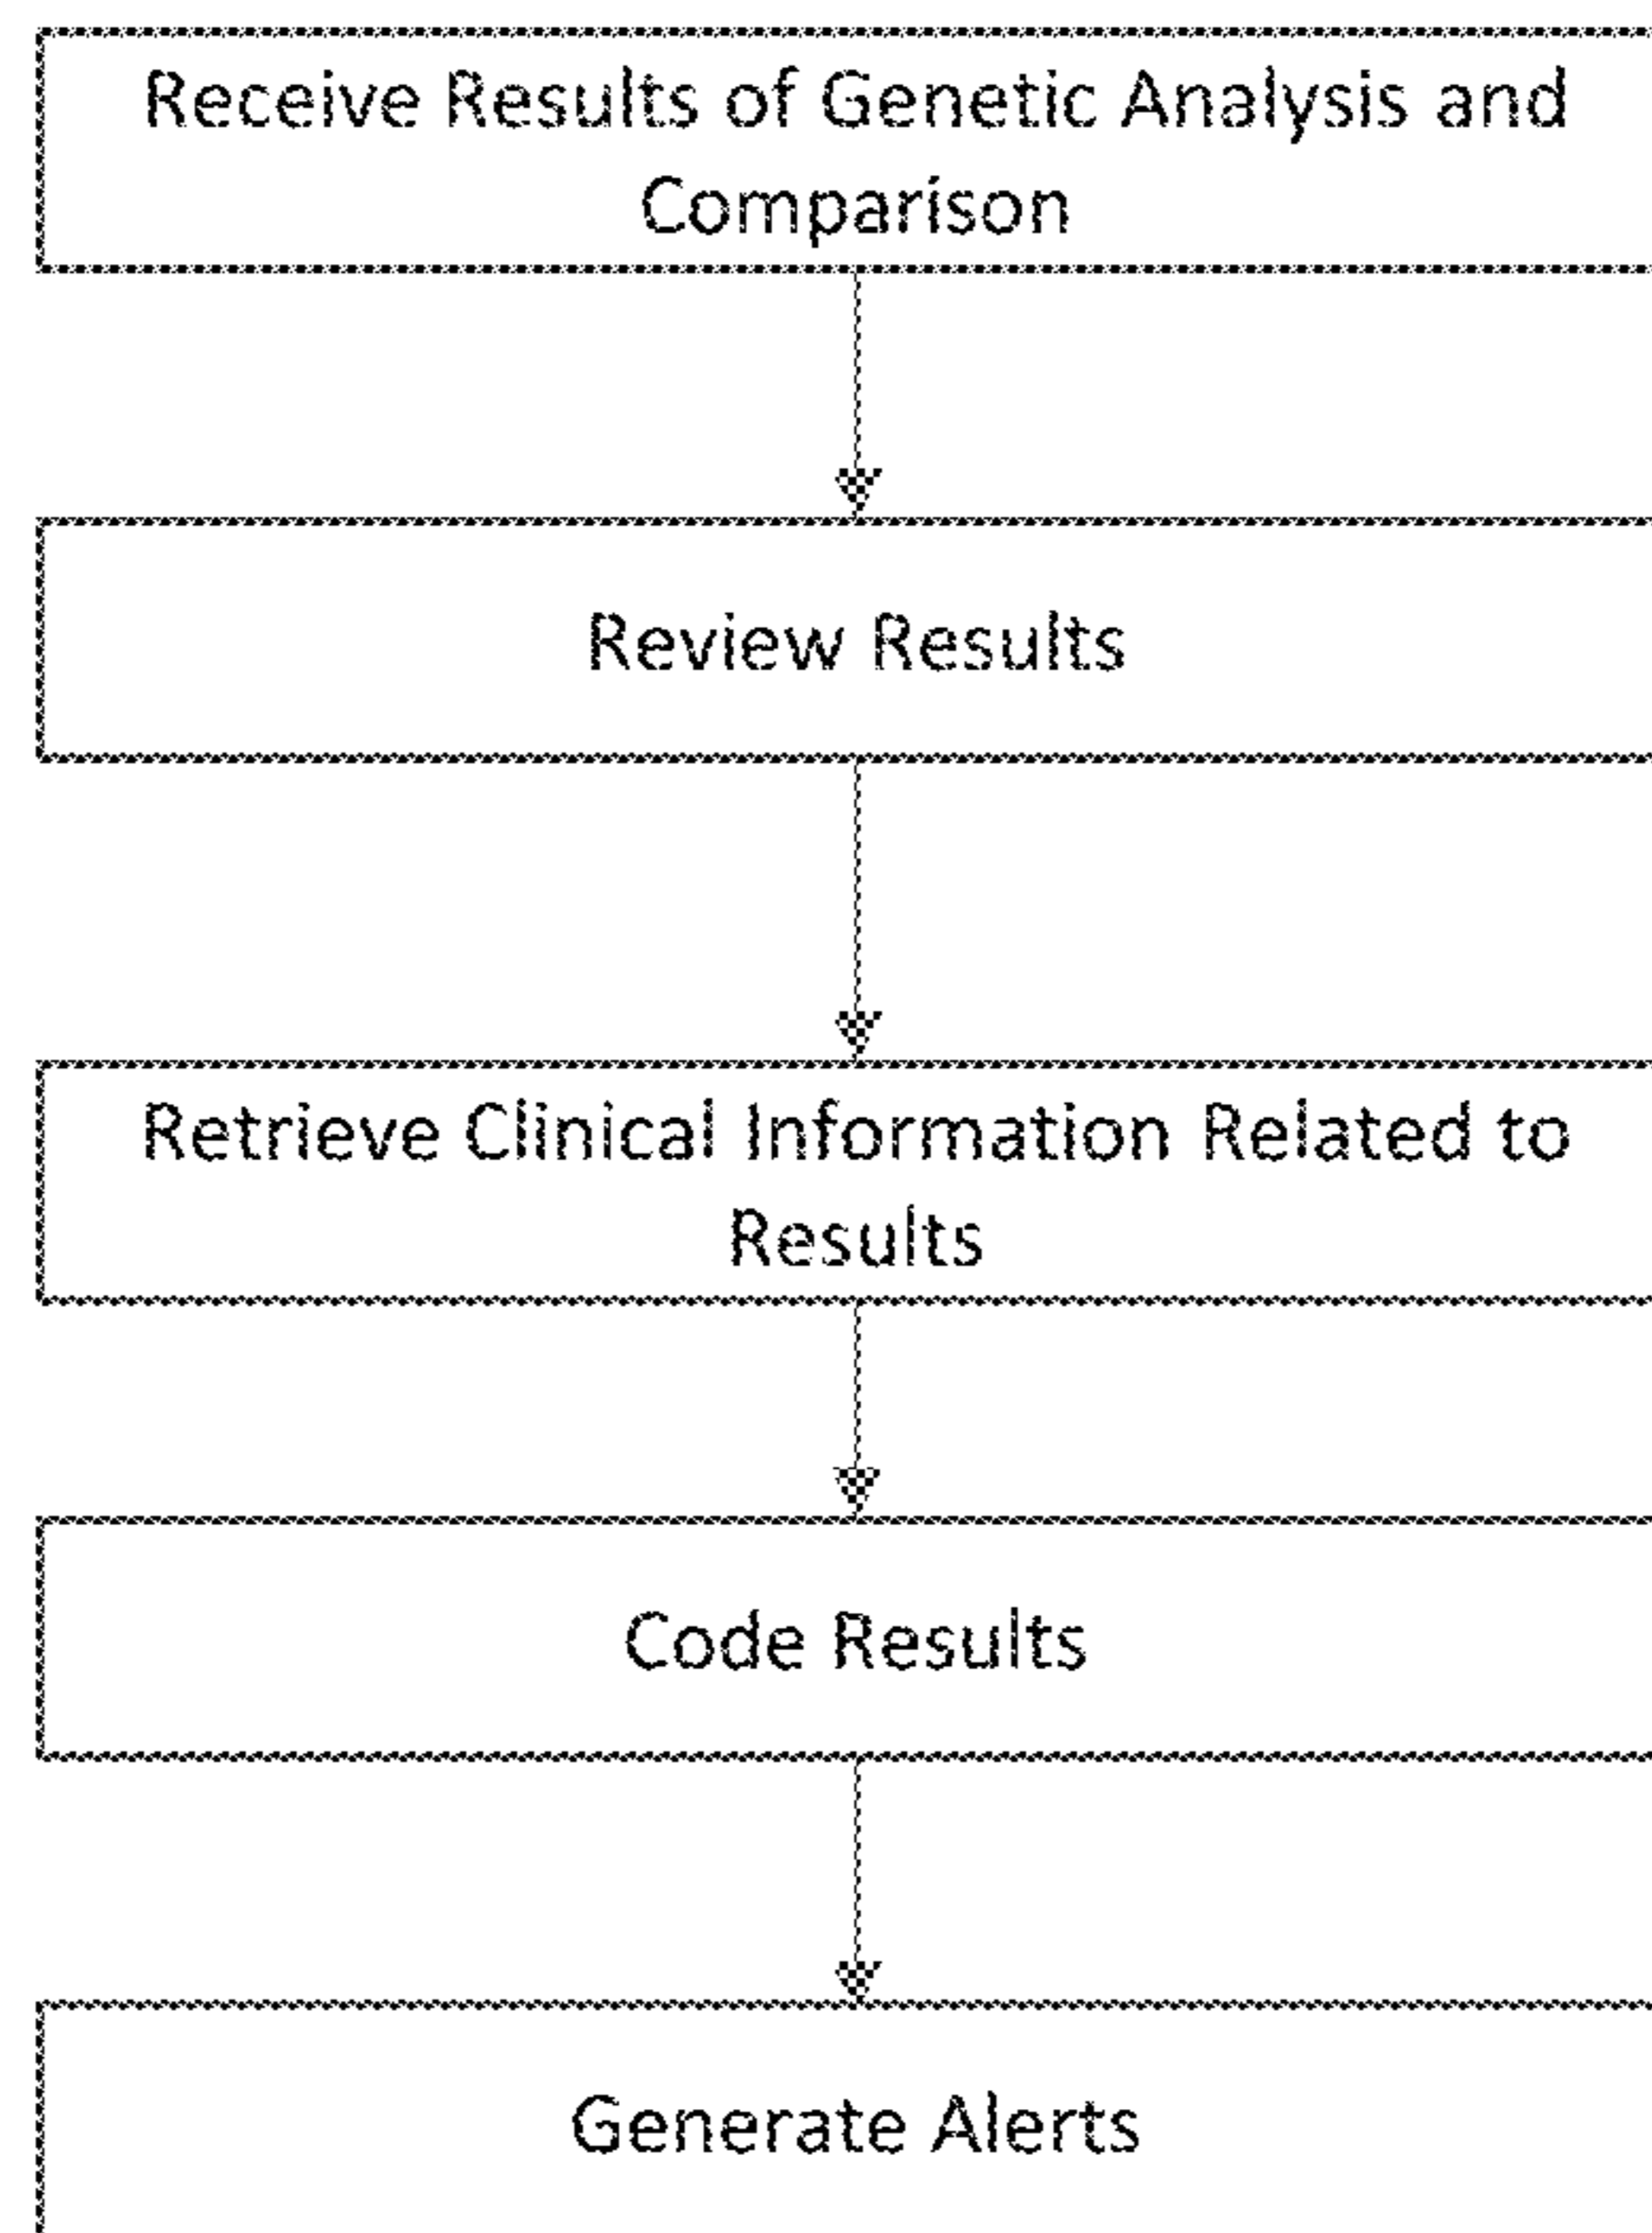 Receive Results of Genetic Analysis and
Comparison
Review Results
Retrieve Clinical Information Related to
Results
Code Results
Generate Alerts